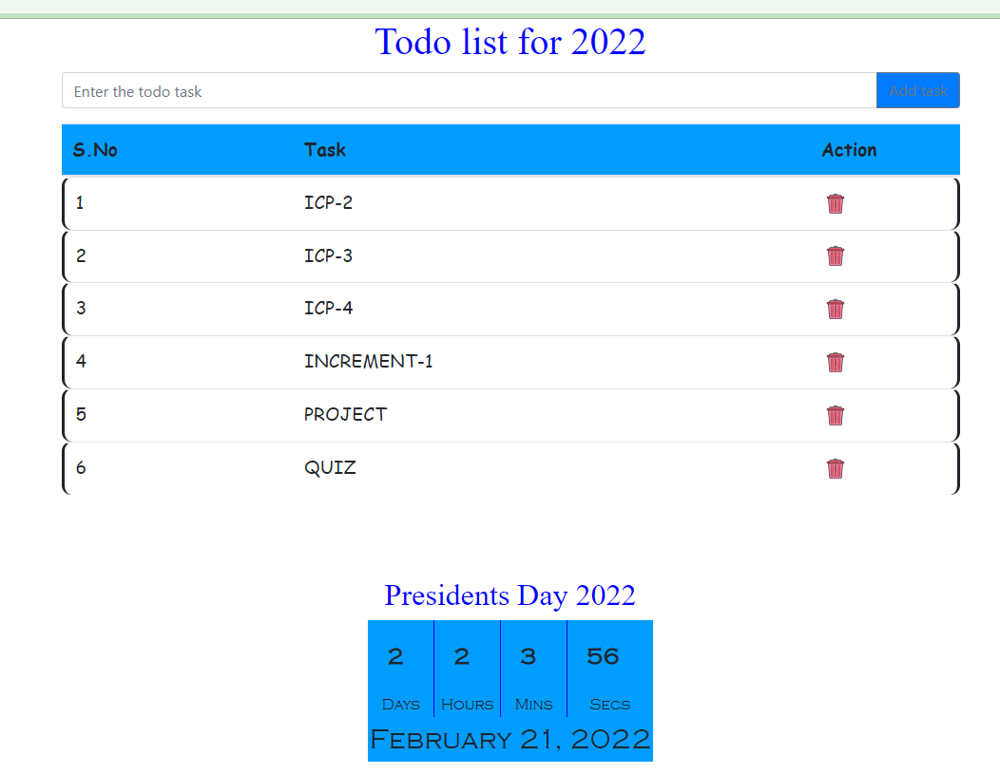 Todo list for 2022
Enter the todo task Add task
S.No Task Action
1 ICP-2
2 ICP-3
3 ICP-4
4 INCREMENT-1
5 PROJECT
6 QUIZ
Presidents Day 2022
2 2 3 56
Days Hours Mins Secs
February 21, 2022